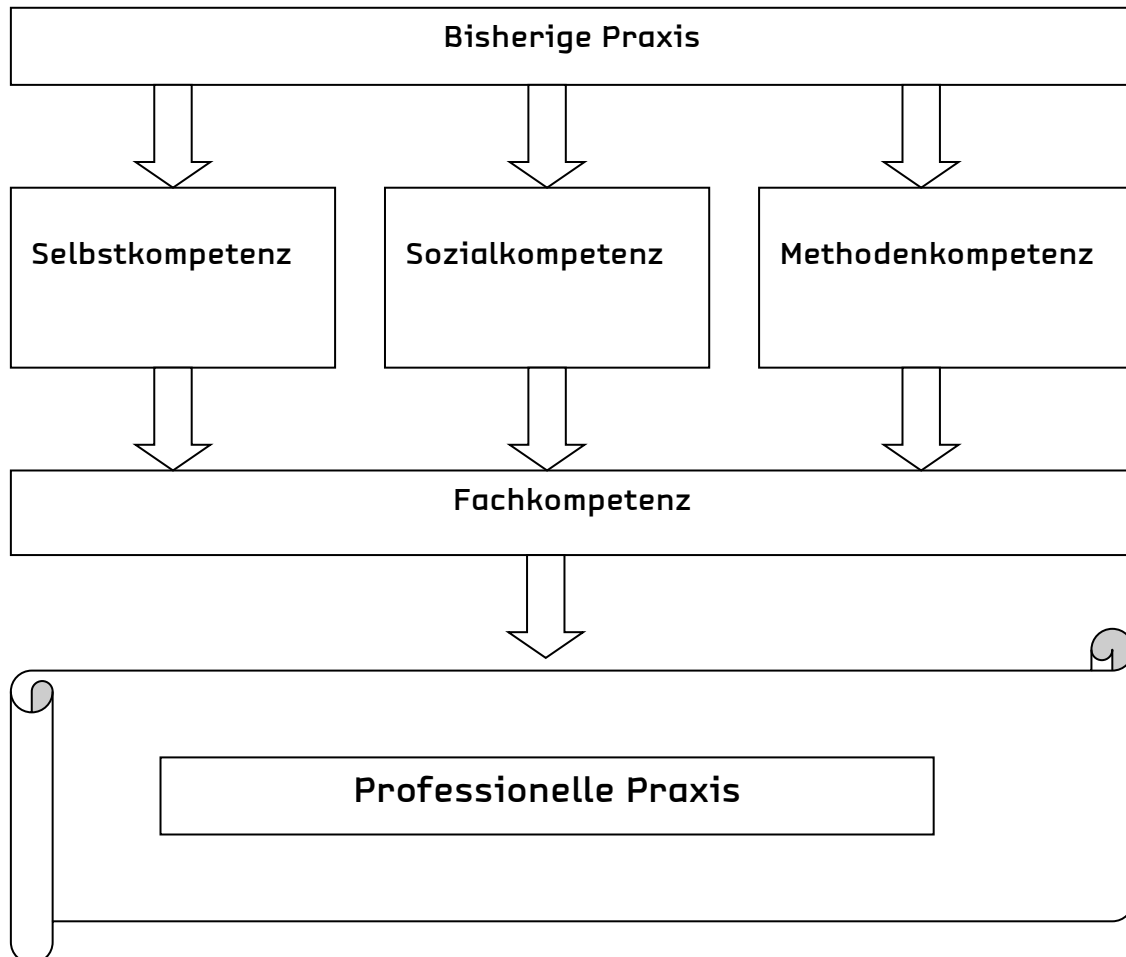 Bisherige Praxis
Selbstkompetenz
Sozialkompetenz
Methodenkompetenz
Fachkompetenz
Professionelle Praxis